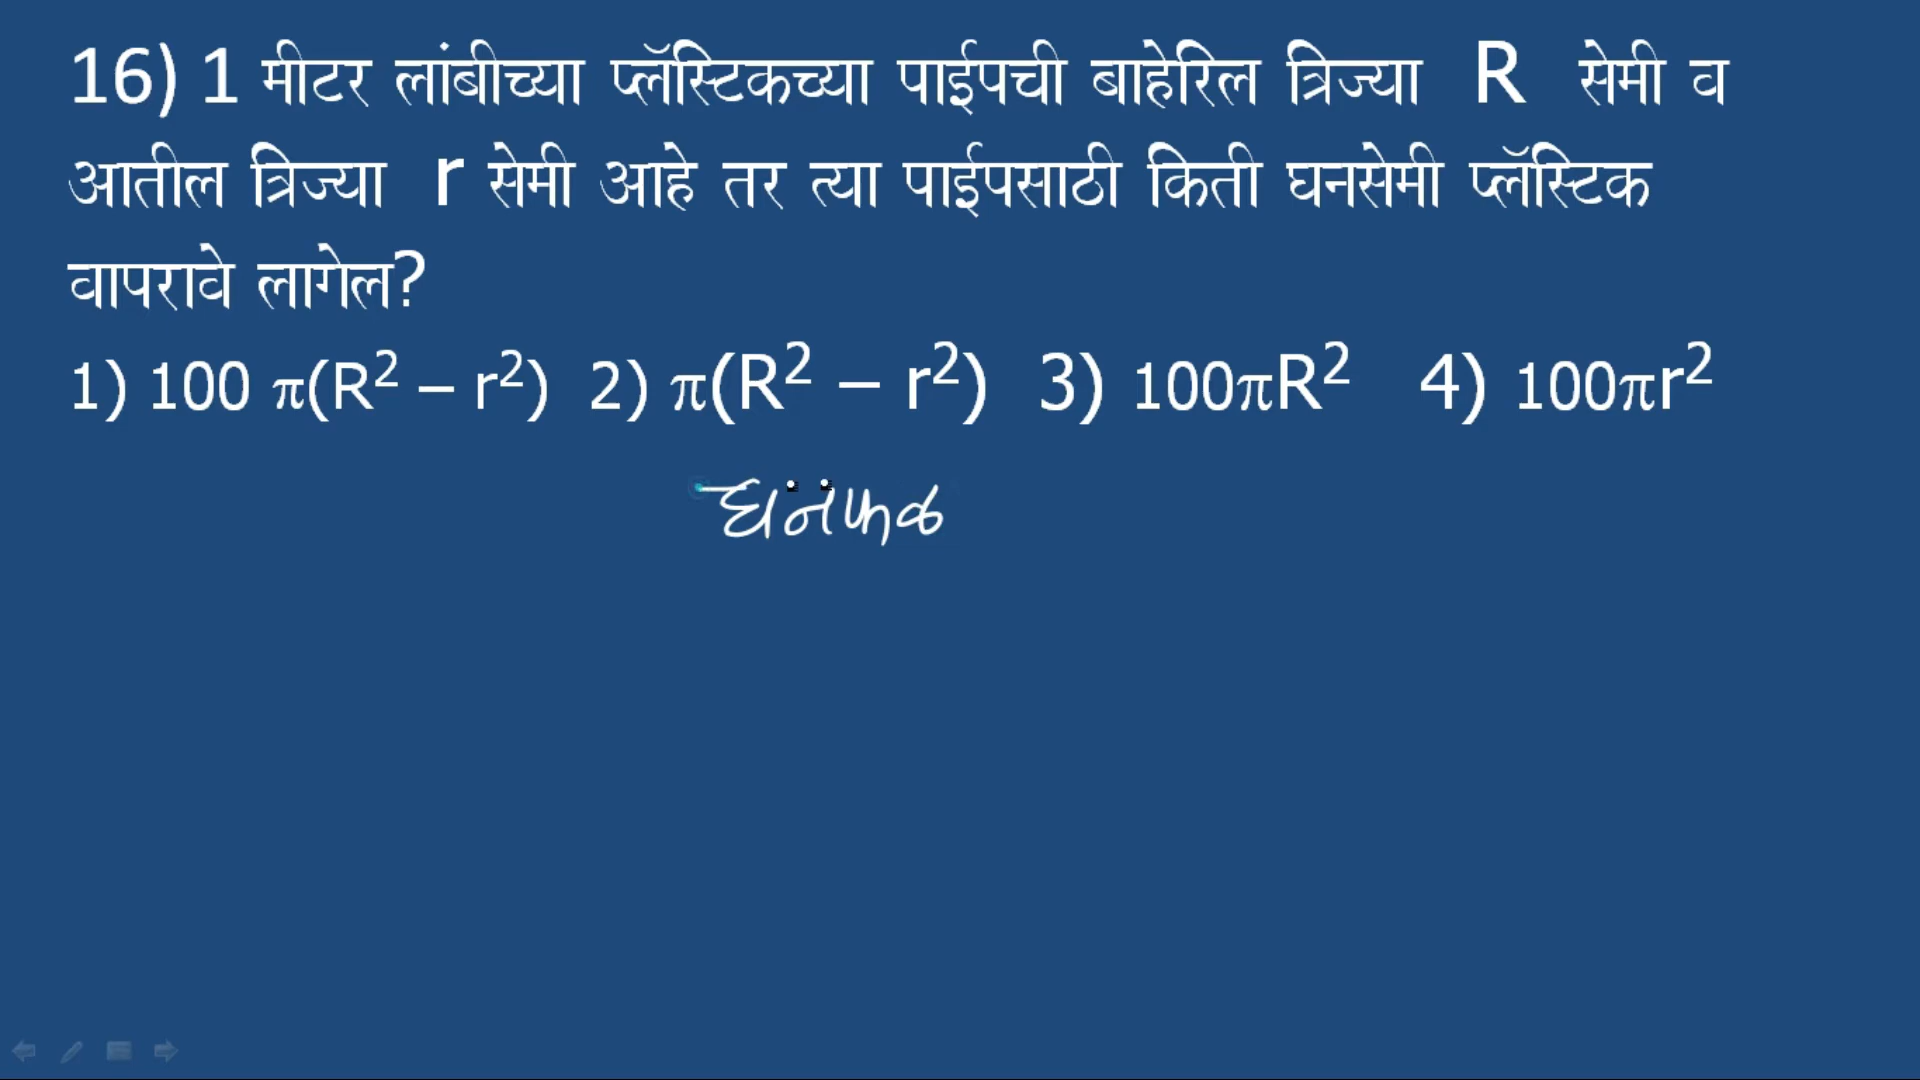 16) 1 मीटर लांबीच्या प्लॅस्टिकच्या पाईपची बाहेरिल त्रिज्या R सेमी व
आतील त्रिज्या r सेमी आहे तर त्या पाईपसाठी किती घनसेमी प्लॅस्टिक
वापरावे लागेल?
1) 100 π(R² – r²) 2) π(R² – r²) 3) 100πR² 4) 100πr²
घनफळ